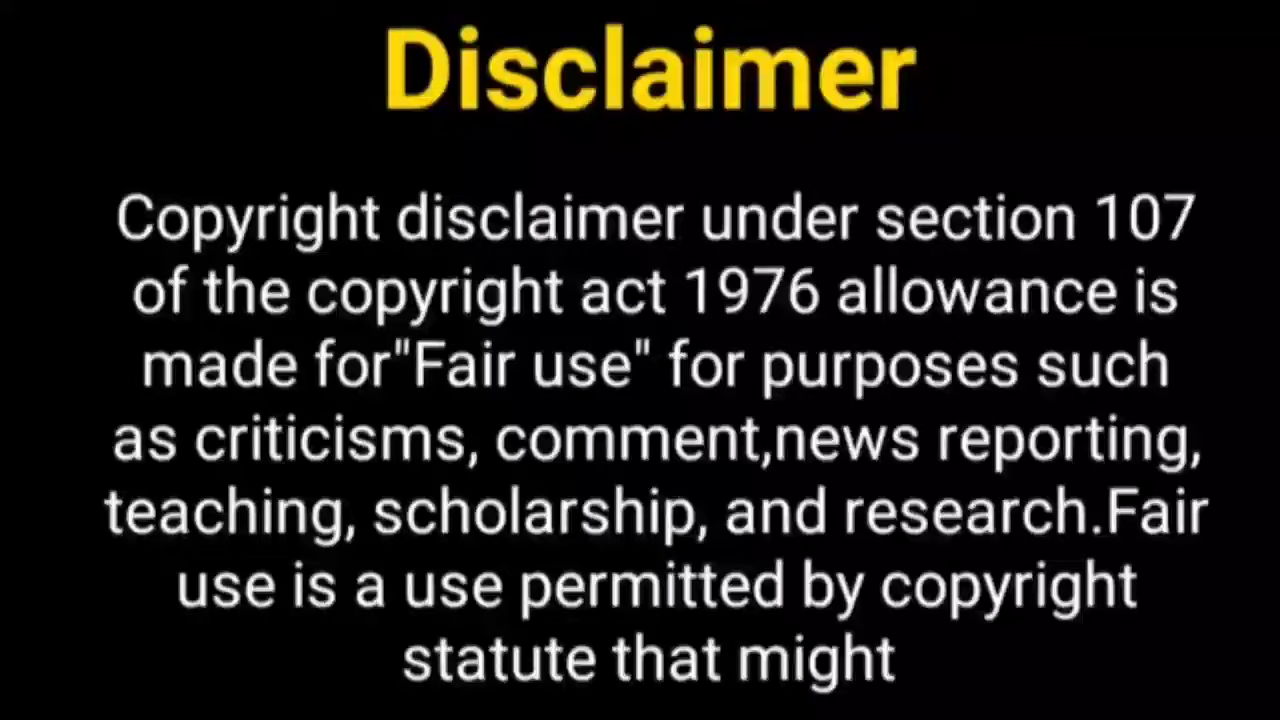 Disclaimer
Copyright disclaimer under section 107
of the copyright act 1976 allowance is
made for"Fair use" for purposes such
as criticisms, comment,news reporting,
teaching, scholarship, and research.Fair
use is a use permitted by copyright
statute that might